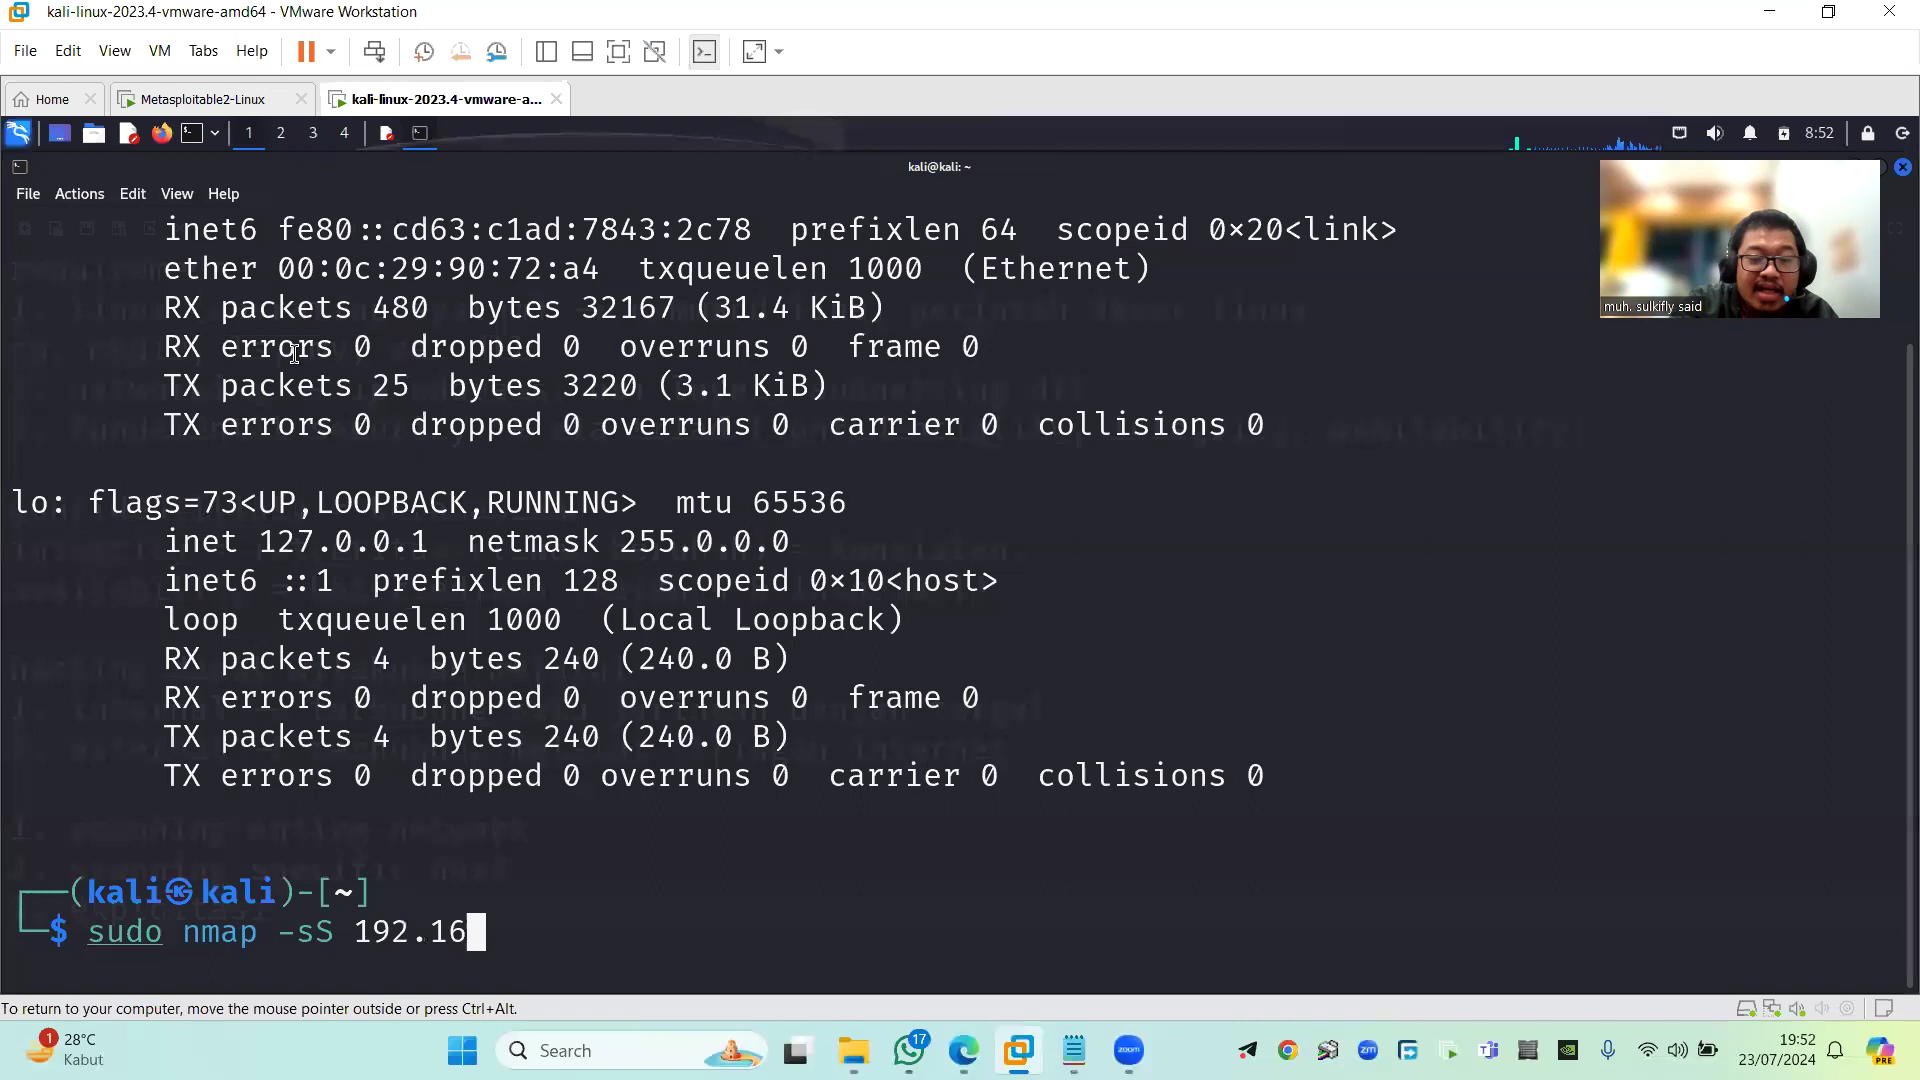 kali-linux-2023.4-vmware-amd64 - VMware Workstation
File Edit View VM Tabs Help
Home Metasploitable2-Linux kali-linux-2023.4-vmware-a...
1 2 3 4 8:52
kali@kali: ~
File Actions Edit View Help
inet6 fe80::cd63:c1ad:7843:2c78 prefixlen 64 scopeid 0×20<link>
ether 00:0c:29:90:72:a4 txqueuelen 1000 (Ethernet)
RX packets 480 bytes 32167 (31.4 KiB)
RX errors 0 dropped 0 overruns 0 frame 0
TX packets 25 bytes 3220 (3.1 KiB)
TX errors 0 dropped 0 overruns 0 carrier 0 collisions 0
muh. sulkifly said
lo: flags=73<UP,LOOPBACK,RUNNING> mtu 65536
inet 127.0.0.1 netmask 255.0.0.0
inet6 ::1 prefixlen 128 scopeid 0×10<host>
loop txqueuelen 1000 (Local Loopback)
RX packets 4 bytes 240 (240.0 B)
RX errors 0 dropped 0 overruns 0 frame 0
TX packets 4 bytes 240 (240.0 B)
TX errors 0 dropped 0 overruns 0 carrier 0 collisions 0
(kali㉿kali)-[~]
$ sudo nmap -sS 192.16
To return to your computer, move the mouse pointer outside or press Ctrl+Alt.
1 28°C
Kabut
Search
17
zoom
zm
19:52
23/07/2024
PRE